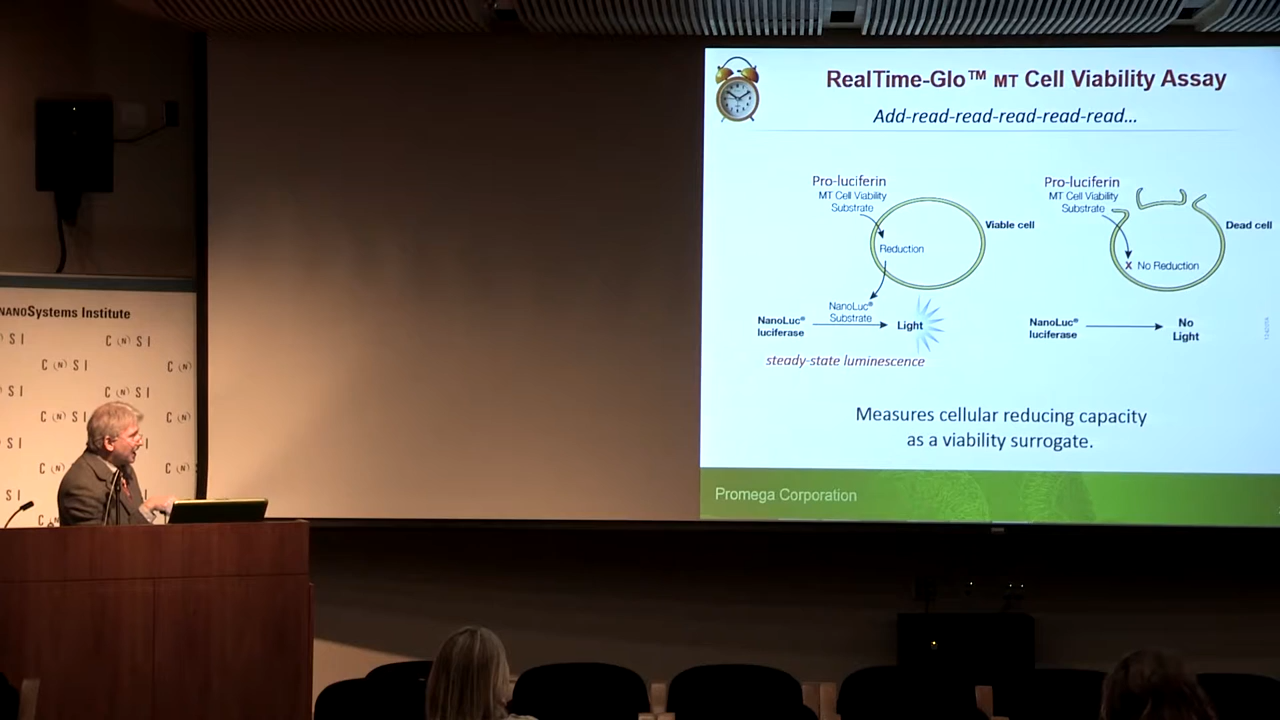 RealTime-Glo™ MT Cell Viability Assay
Add-read-read-read-read-read...
Pro-luciferin
MT Cell Viability
Substrate
Viable cell
Reduction
NanoLuc®
Substrate
NanoLuc®
luciferase
Light
steady-state luminescence
Pro-luciferin
MT Cell Viability
Substrate
Dead cell
X No Reduction
NanoLuc®
luciferase
No
Light
Measures cellular reducing capacity
as a viability surrogate.
Promega Corporation
NANOSystems Institute
S I
C (N) S I
C (N) S I
C (N)
S I
C (N) S I
C (N) S I
C (N)
S I
C (N)
C (N)
S I